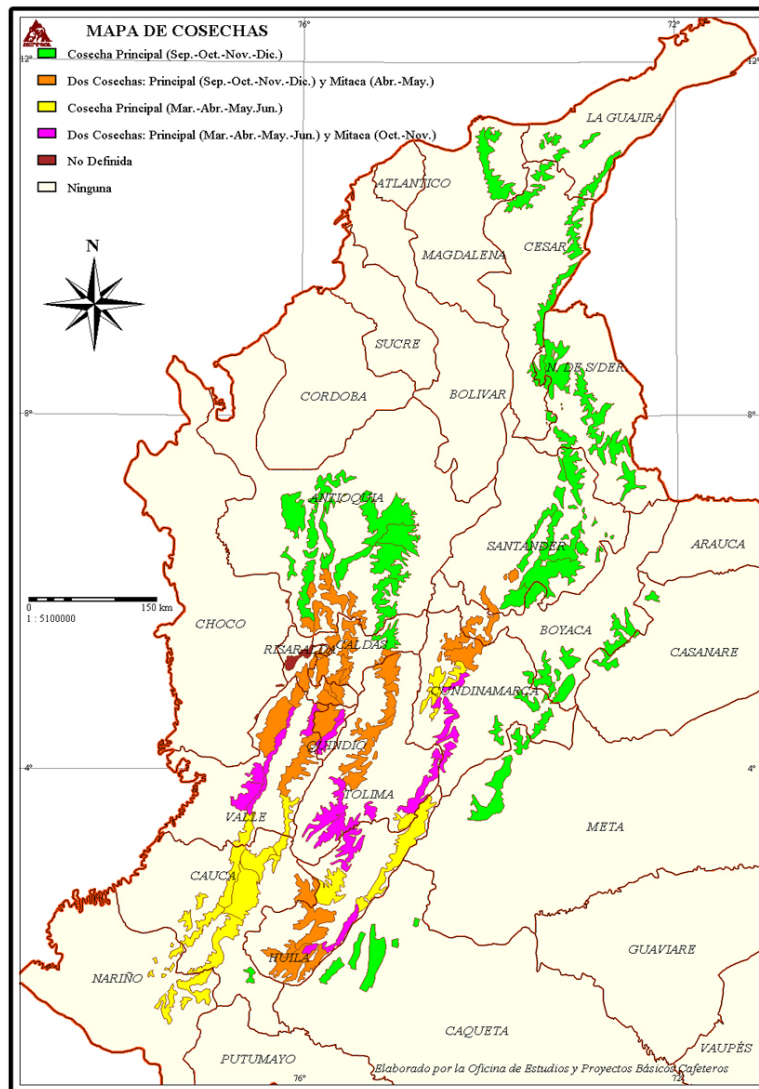 MAPA DE COSECHAS
Cosecha Principal (Sep.-Oct.-Nov.-Dic.)
Dos Cosechas: Principal (Sep.-Oct.-Nov.-Dic.) y Mitaca (Abr.-May.)
Cosecha Principal (Mar.-Abr.-May.Jun.)
Dos Cosechas: Principal (Mar.-Abr.-May.-Jun.) y Mitaca (Oct.-Nov.)
No Definida
Ninguna
76°
72°
12°
12°
LA GUAJIRA
ATLANTICO
MAGDALENA
CESAR
N
SUCRE
N. DE S/DER.
CORDOBA
BOLIVAR
8°
8°
ANTIOQUIA
SANTANDER
ARAUCA
0 150 km
1 : 5100000
CHOCO
BOYACA
CASANARE
RISARALDA
CALDAS
CUNDINAMARCA
QUINDIO
4°
4°
TOLIMA
VALLE
META
CAUCA
GUAVIARE
HUILA
NARIÑO
CAQUETA
VAUPÉS
PUTUMAYO
Elaborado por la Oficina de Estudios y Proyectos Básicos Cafeteros
76°
72°